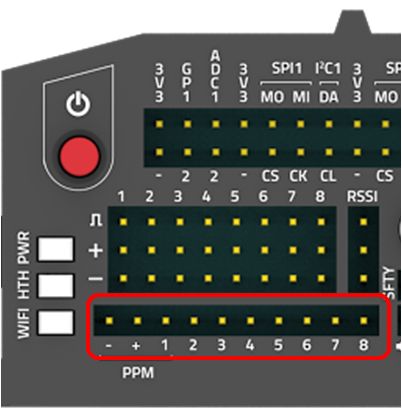 3V3 GP1 ADC1 3V3 SPI1 I²C1 3V3 SP
MO MI DA MO
- 2 2 - CS CK CL - CS
1 2 3 4 5 6 7 8 RSSI
+
−
PWR
HTH
WIFI
SFTY
- + 1 2 3 4 5 6 7 8
PPM